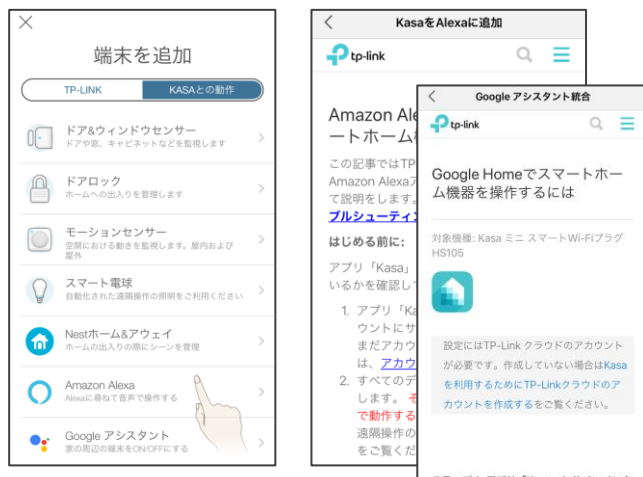 端末を追加
TP-LINK
KASAとの動作
ドア&ウィンドウセンサー
ドアや窓、キャビネットなどを監視します
ドアロック
ホームへの出入りを管理します
モーションセンサー
空間における動きを監視します。屋内および
屋外
スマート電球
自動化された遠隔操作の照明をご利用ください
Nestホーム&アウェイ
ホームの出入りの際にシーンを管理
Amazon Alexa
Alexaに尋ねて音声で操作する
Google アシスタント
家の周辺の端末をON/OFFにする
KasaをAlexaに追加
tp-link
Amazon Ale
ートホーム
この記事ではTP
Amazon Alexaア
て説明をします。
ブルシューティ
はじめる前に:
アプリ「Kasa」
いるかを確認し
1. アプリ「Ka
ウントにサ
まだアカウ
は、アカウ
2. すべてのデ
します。 そ
で動作する
遠隔操作の
をご覧くだ
Google アシスタント統合
tp-link
Google Homeでスマートホー
ム機器を操作するには
対象機種: Kasa ミニ スマートWi-Fiプラグ
HS105
設定にはTP-Link クラウドのアカウント
が必要です。作成していない場合はKasa
を利用するためにTP-Linkクラウドのア
カウントを作成するをご覧ください。